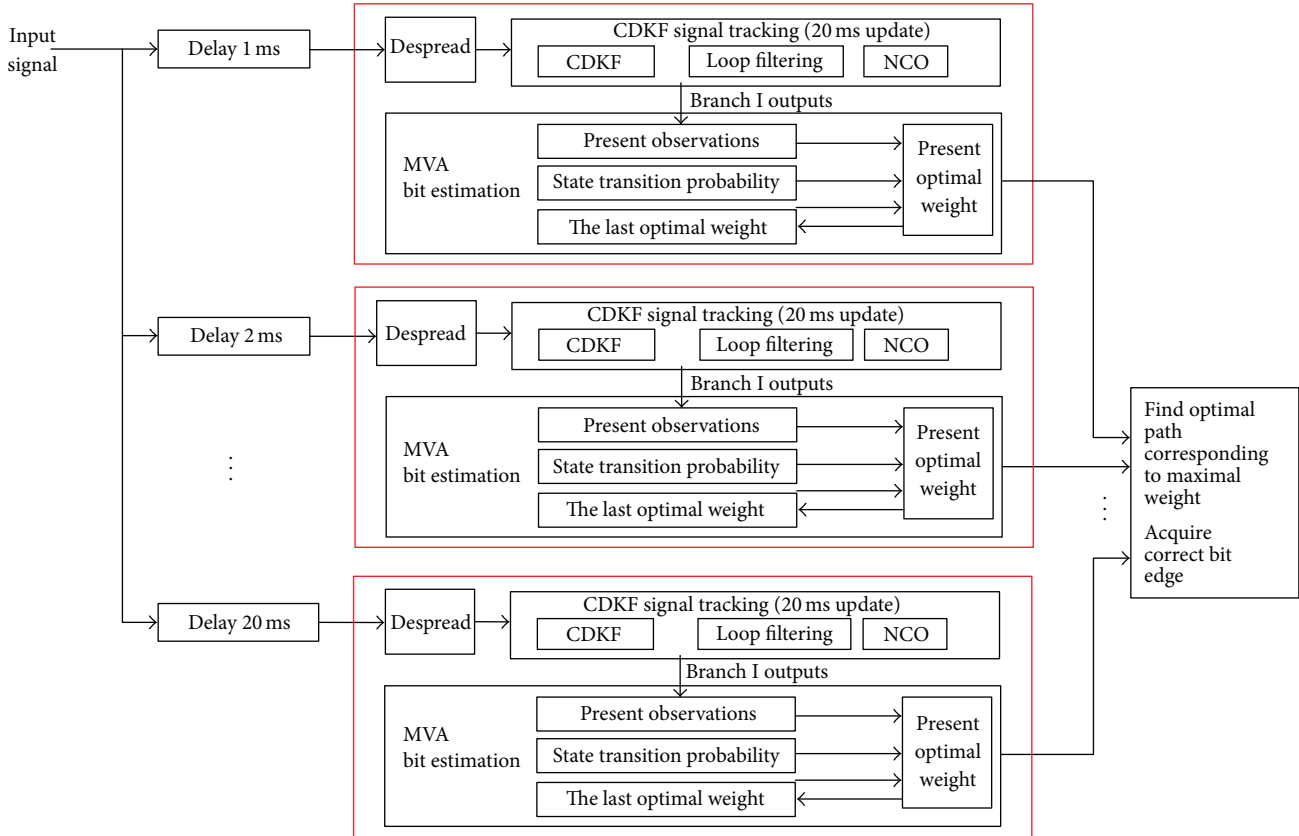 Input
signal
Delay 1 ms
Despread
CDKF signal tracking (20 ms update)
CDKF
Loop filtering
NCO
Branch I outputs
MVA
bit estimation
Present observations
State transition probability
The last optimal weight
Present
optimal
weight
Delay 2 ms
Despread
CDKF signal tracking (20 ms update)
CDKF
Loop filtering
NCO
Branch I outputs
MVA
bit estimation
Present observations
State transition probability
The last optimal weight
Present
optimal
weight
Delay 20 ms
Despread
CDKF signal tracking (20 ms update)
CDKF
Loop filtering
NCO
Branch I outputs
MVA
bit estimation
Present observations
State transition probability
The last optimal weight
Present
optimal
weight
Find optimal
path
corresponding
to maximal
weight
Acquire
correct bit
edge